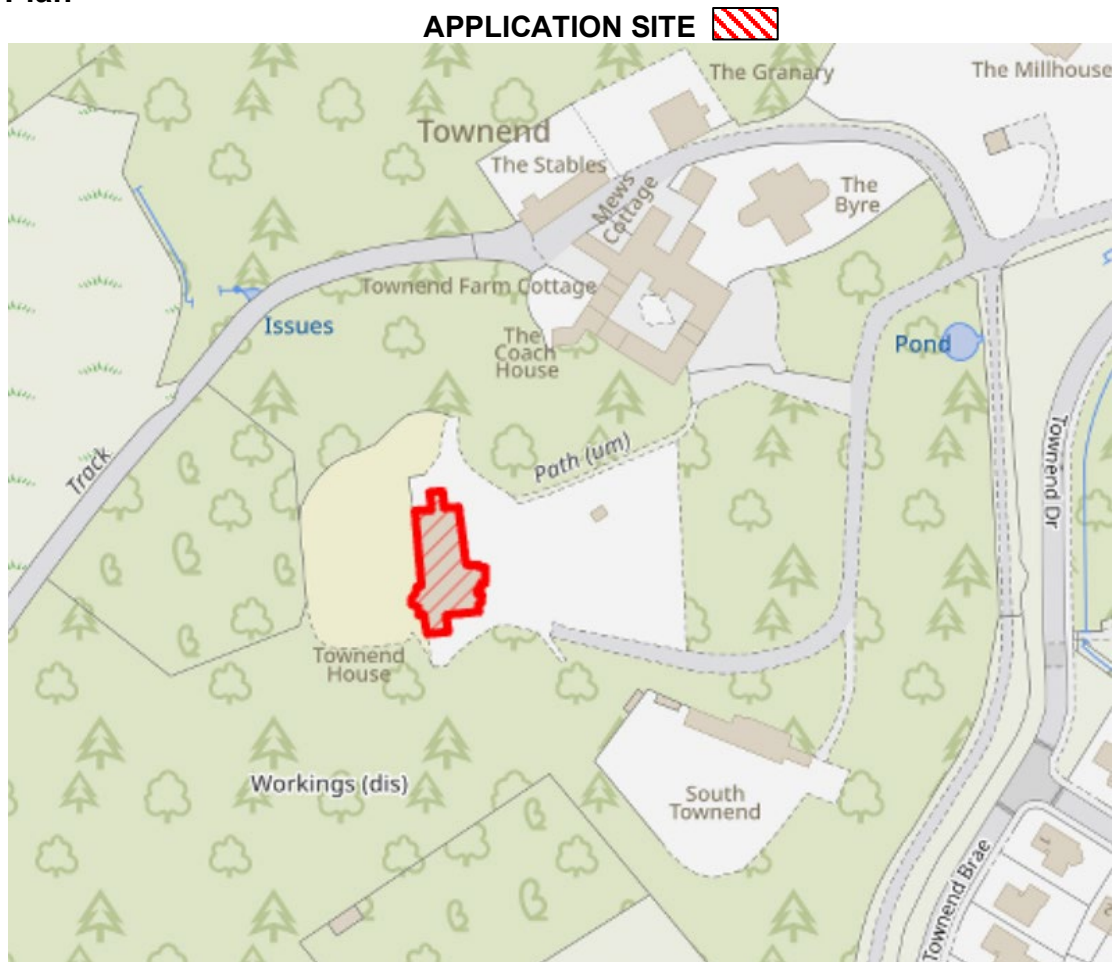 Plan
APPLICATION SITE
The Granary
The Millhouse
Townend
The Stables
Mews
Cottage
The
Byre
Townend Farm Cottage
Issues
The
Coach
House
Pond
Track
Path (um)
Townend Dr
Townend
House
Workings (dis)
South
Townend
Townend Brae
1